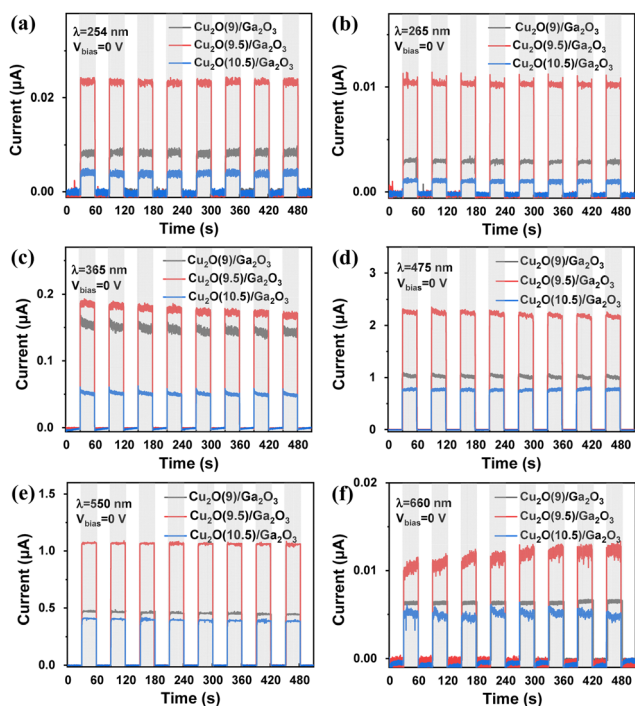 (a)
λ=254 nm
V_bias=0 V
Cu₂O(9)/Ga₂O₃
Cu₂O(9.5)/Ga₂O₃
Cu₂O(10.5)/Ga₂O₃
Current (μA)
0.02
0.00
0 60 120 180 240 300 360 420 480
Time (s)
(b)
λ=265 nm
V_bias=0 V
Cu₂O(9)/Ga₂O₃
Cu₂O(9.5)/Ga₂O₃
Cu₂O(10.5)/Ga₂O₃
Current (μA)
0.01
0.00
0 60 120 180 240 300 360 420 480
Time (s)
(c)
λ=365 nm
V_bias=0 V
Cu₂O(9)/Ga₂O₃
Cu₂O(9.5)/Ga₂O₃
Cu₂O(10.5)/Ga₂O₃
Current (μA)
0.2
0.1
0.0
0 60 120 180 240 300 360 420 480
Time (s)
(d)
λ=475 nm
V_bias=0 V
Cu₂O(9)/Ga₂O₃
Cu₂O(9.5)/Ga₂O₃
Cu₂O(10.5)/Ga₂O₃
Current (μA)
3
2
1
0
0 60 120 180 240 300 360 420 480
Time (s)
(e)
λ=550 nm
V_bias=0 V
Cu₂O(9)/Ga₂O₃
Cu₂O(9.5)/Ga₂O₃
Cu₂O(10.5)/Ga₂O₃
Current (μA)
1.5
1.0
0.5
0.0
0 60 120 180 240 300 360 420 480
Time (s)
(f)
λ=660 nm
V_bias=0 V
Cu₂O(9)/Ga₂O₃
Cu₂O(9.5)/Ga₂O₃
Cu₂O(10.5)/Ga₂O₃
Current (μA)
0.02
0.01
0.00
0 60 120 180 240 300 360 420 480
Time (s)